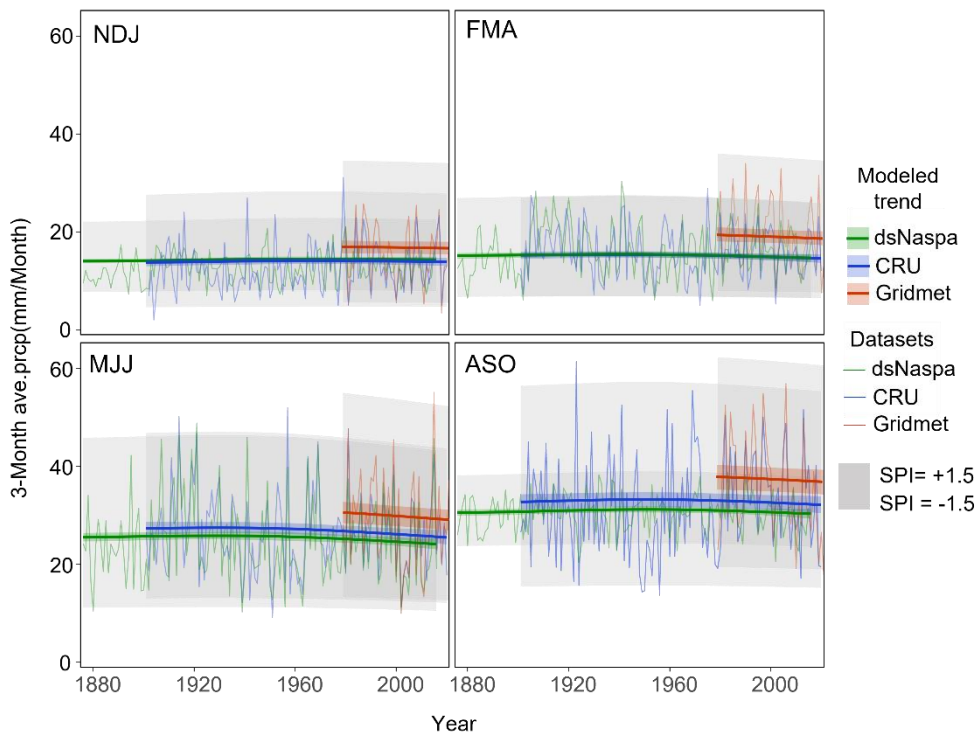 NDJ
FMA
60
40
20
0
MJJ
ASO
60
40
20
0
1880
1920
1960
2000
1880
1920
1960
2000
3-Month ave.prcp(mm/Month)
Year
Modeled
trend
dsNaspa
CRU
Gridmet
Datasets
dsNaspa
CRU
Gridmet
SPI= +1.5
SPI = -1.5